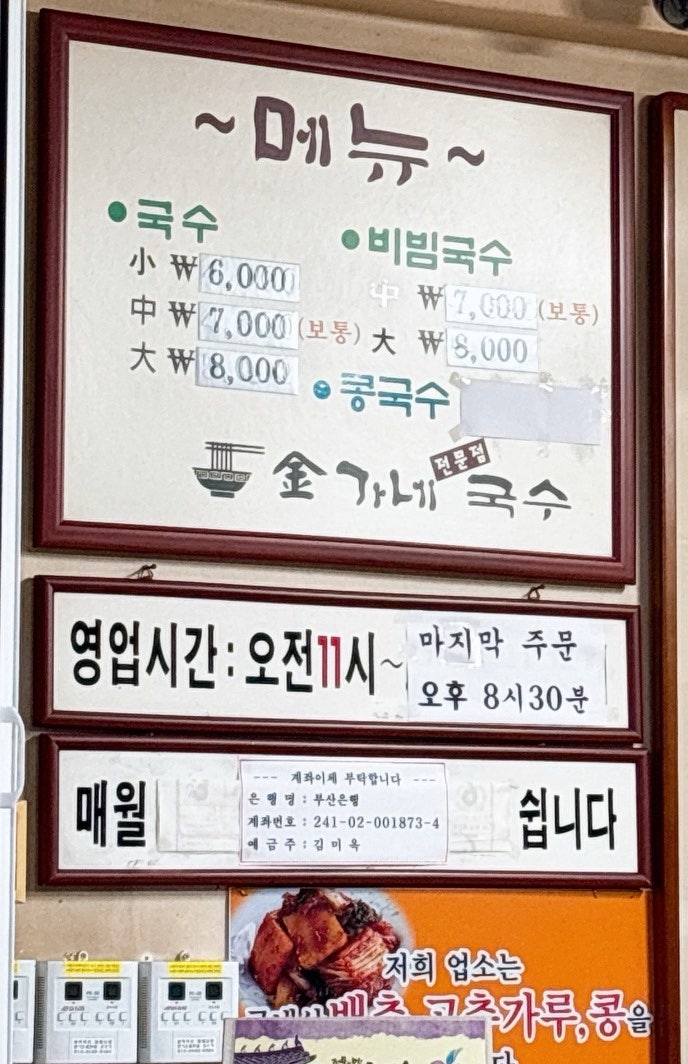 ~메뉴~
●국수
小 ₩6,000
中 ₩7,000(보통)
大 ₩8,000
●비빔국수
中 ₩7,000(보통)
大 ₩8,000
●콩국수
金가네 전문점 국수
영업시간:오전11시~ 마지막 주문
오후 8시30분
매월
--- 계좌이체 부탁합니다 ---
은 행 명 : 부산은행
계좌번호 : 241-02-001873-4
예 금 주 : 김 미 옥
쉽니다
저희 업소는
배추,고추가루,콩을